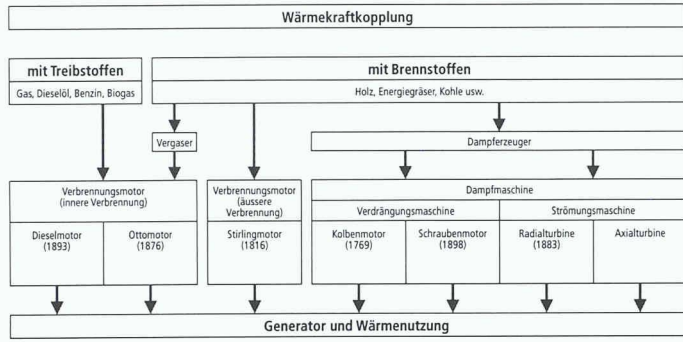 Wärmekraftkopplung
mit Treibstoffen
Gas, Dieselöl, Benzin, Biogas
mit Brennstoffen
Holz, Energiegräser, Kohle usw.
Vergaser
Dampferzeuger
Verbrennungsmotor
(innere Verbrennung)
Dieselmotor
(1893)
Ottomotor
(1876)
Verbrennungsmotor
(äussere
Verbrennung)
Stirlingmotor
(1816)
Dampfmaschine
Verdrängungsmaschine
Strömungsmaschine
Kolbenmotor
(1769)
Schraubenmotor
(1898)
Radialturbine
(1883)
Axialturbine
Generator und Wärmenutzung